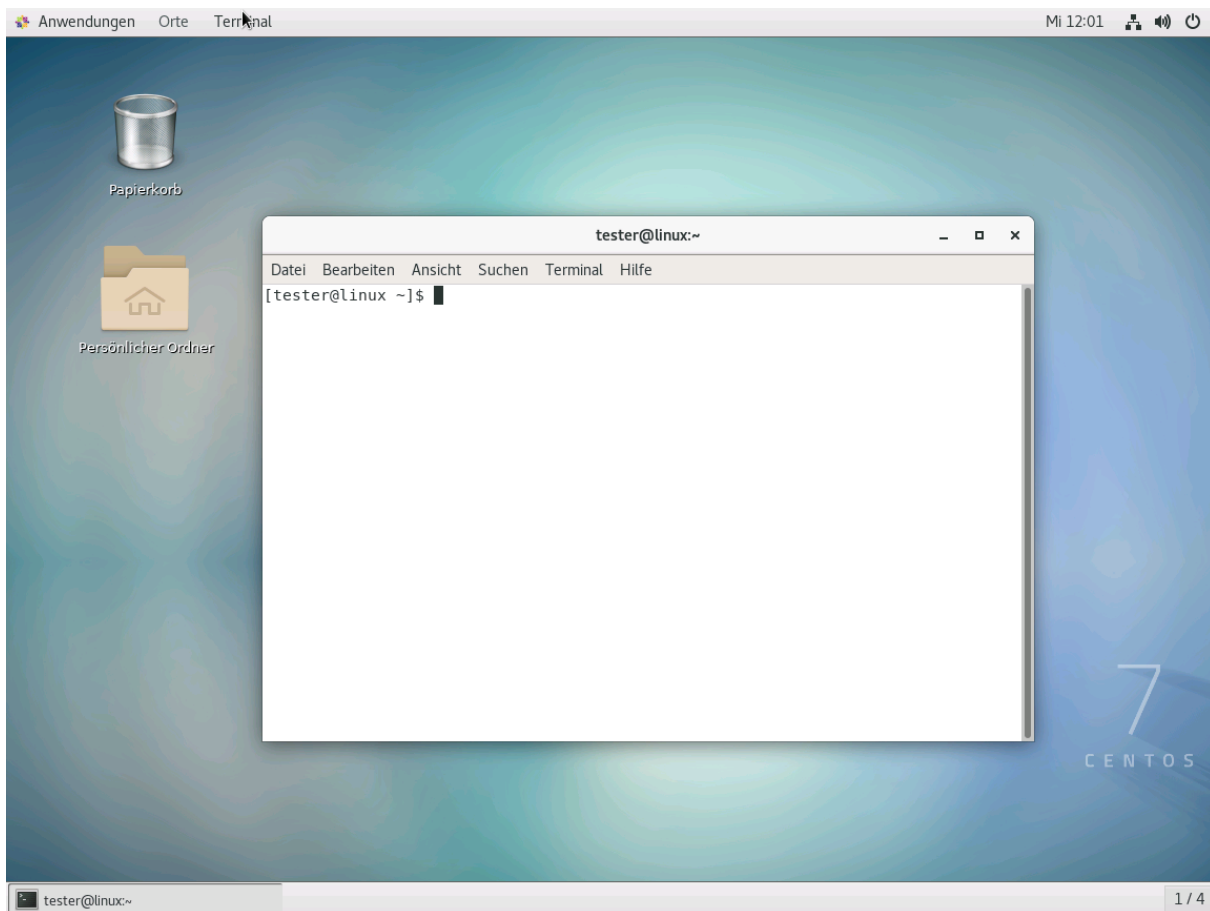 Anwendungen Orte Terminal Mi 12:01
Papierkorb
Persönlicher Ordner
tester@linux:~
Datei Bearbeiten Ansicht Suchen Terminal Hilfe
[tester@linux ~]$
7
CENTOS
tester@linux:~ 1 / 4